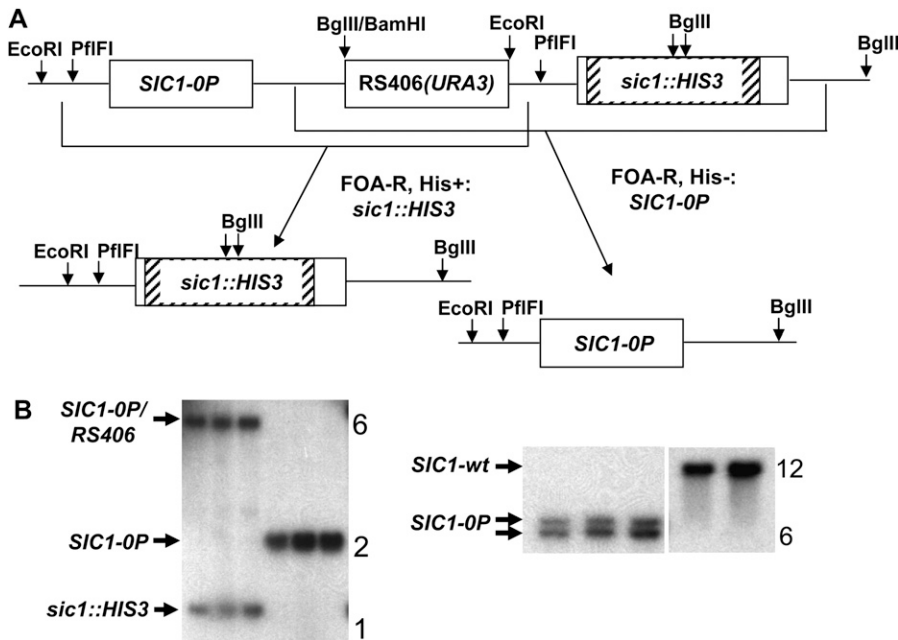 A
BglII/BamHI
EcoRI PflFI
EcoRI
PflFI
BglII
BglII
SIC1-0P
RS406(URA3)
sic1::HIS3
FOA-R, His+:
sic1::HIS3
FOA-R, His-:
SIC1-0P
BglII
EcoRI PflFI
BglII
sic1::HIS3
EcoRI PflFI
BglII
SIC1-0P
B
SIC1-0P/
RS406
6
SIC1-0P
2
sic1::HIS3
1
SIC1-wt
12
SIC1-0P
6